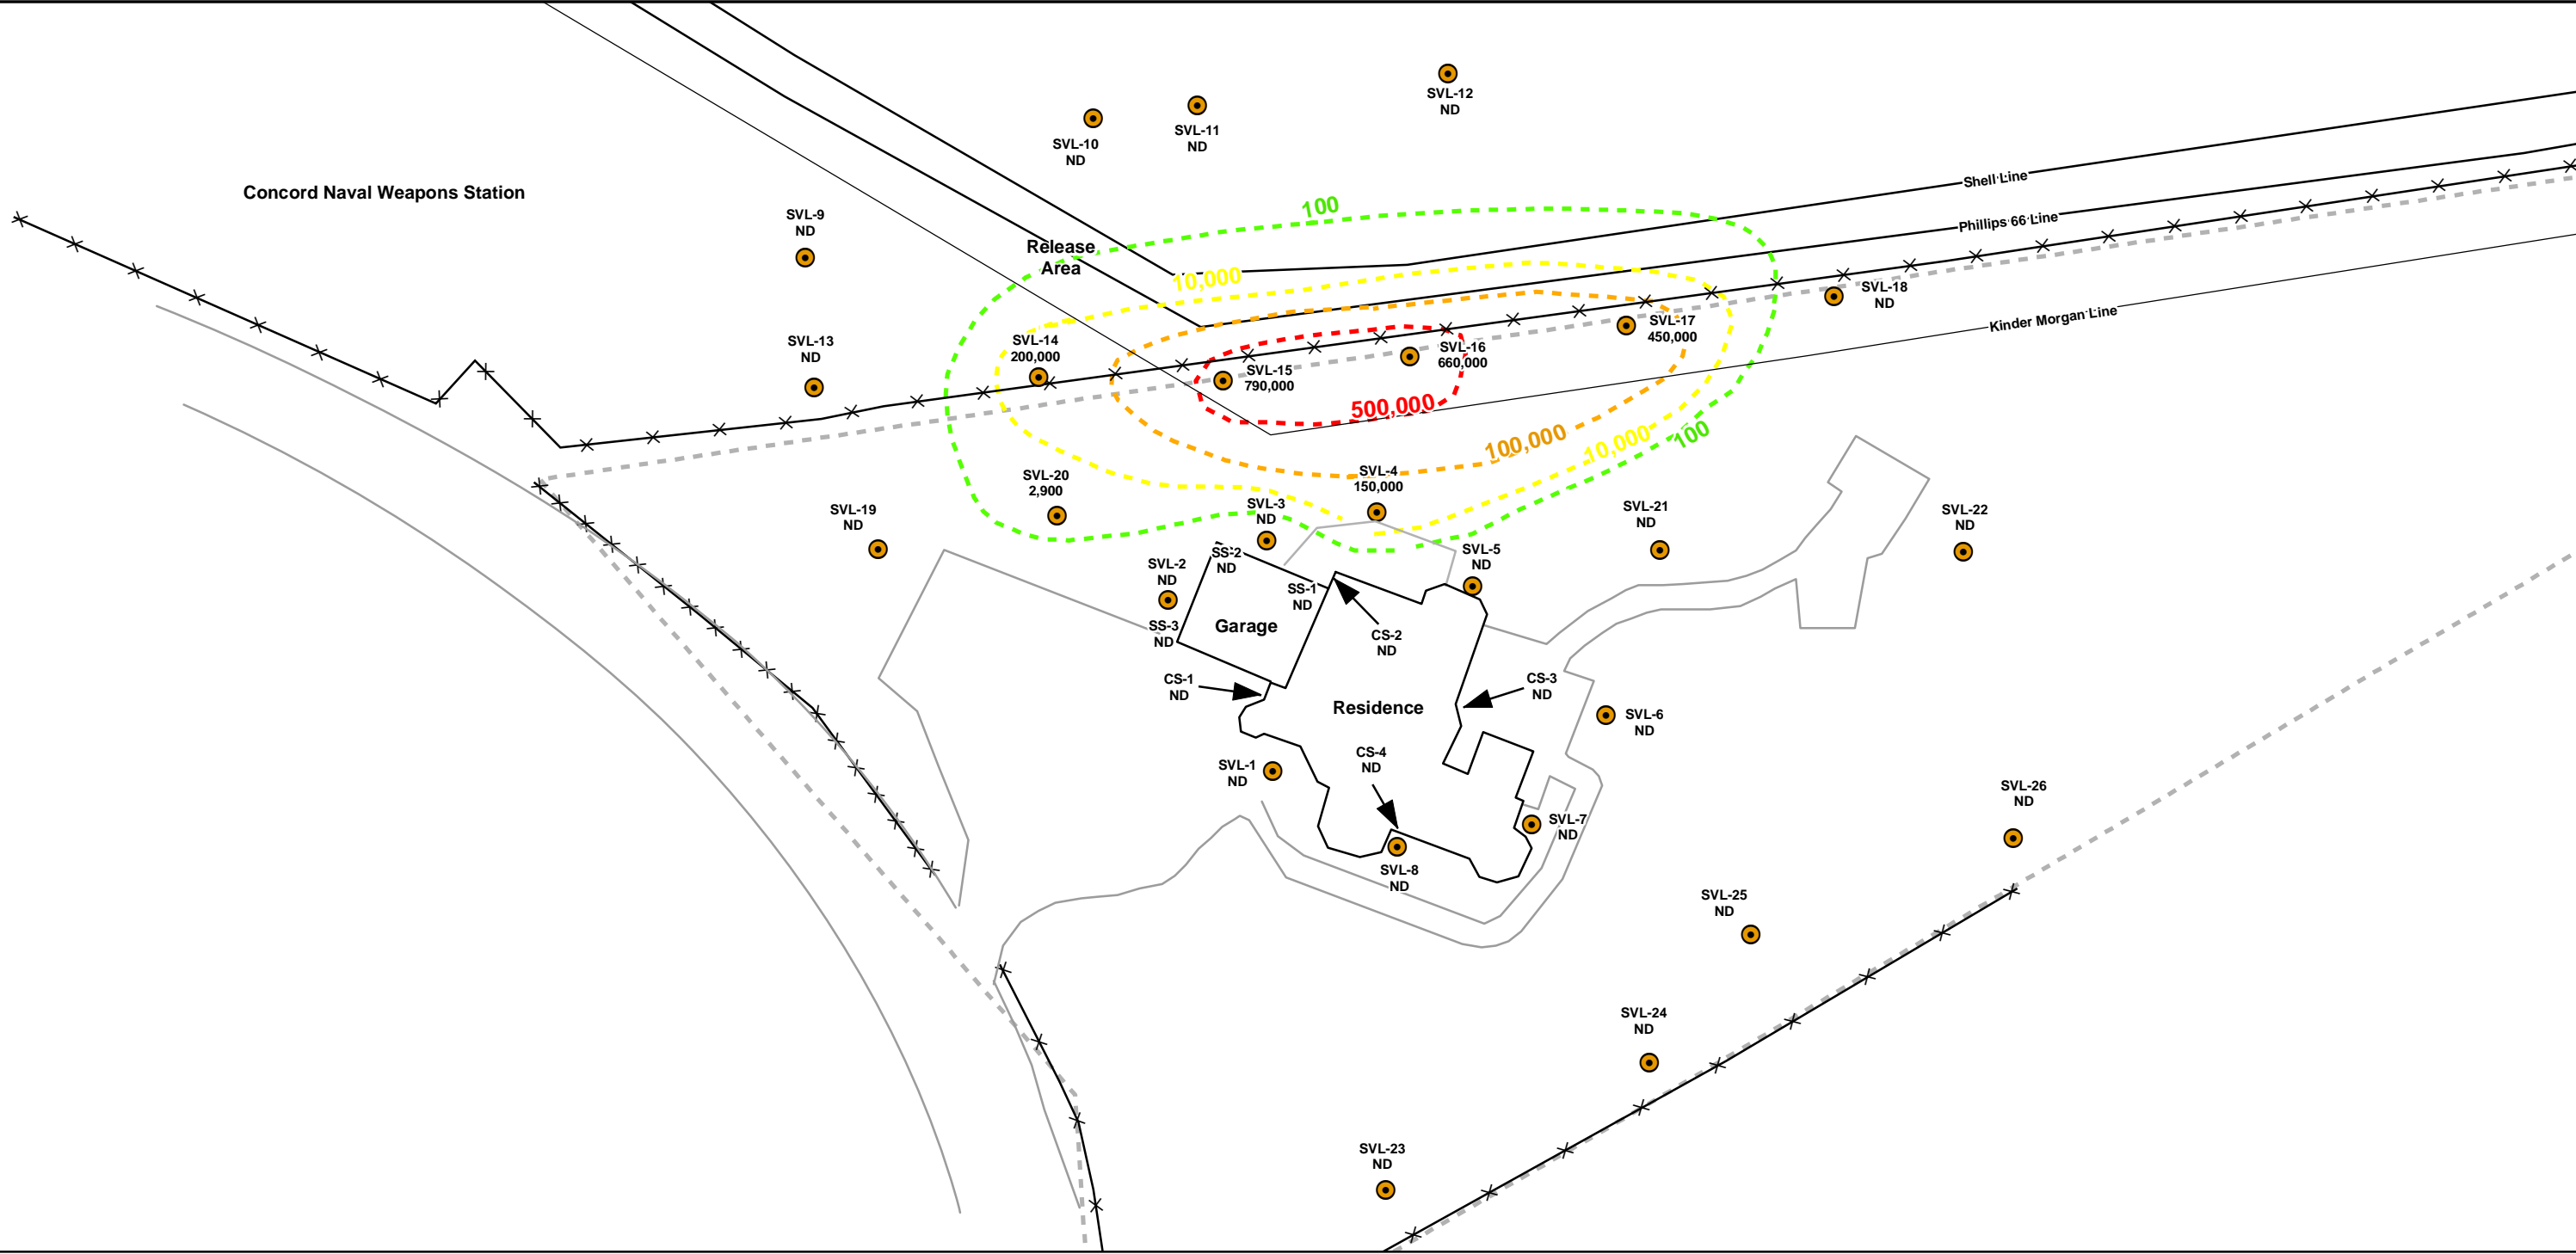 SVL-12
ND
SVL-10
ND
SVL-11
ND
Concord Naval Weapons Station
Shell Line
SVL-9
ND
100
Phillips 66 Line
Release
Area
10,000
SVL-18
ND
Kinder Morgan Line
SVL-13
ND
SVL-14
200,000
SVL-17
450,000
SVL-16
660,000
SVL-15
790,000
500,000
100,000
10,000
100
SVL-20
2,900
SVL-4
150,000
SVL-3
ND
SVL-19
ND
SVL-21
ND
SVL-22
ND
SS-2
ND
SVL-2
ND
SVL-5
ND
SS-1
ND
SS-3
ND
Garage
CS-2
ND
CS-1
ND
CS-3
ND
Residence
SVL-6
ND
CS-4
ND
SVL-1
ND
SVL-26
ND
SVL-7
ND
SVL-8
ND
SVL-25
ND
SVL-24
ND
SVL-23
ND